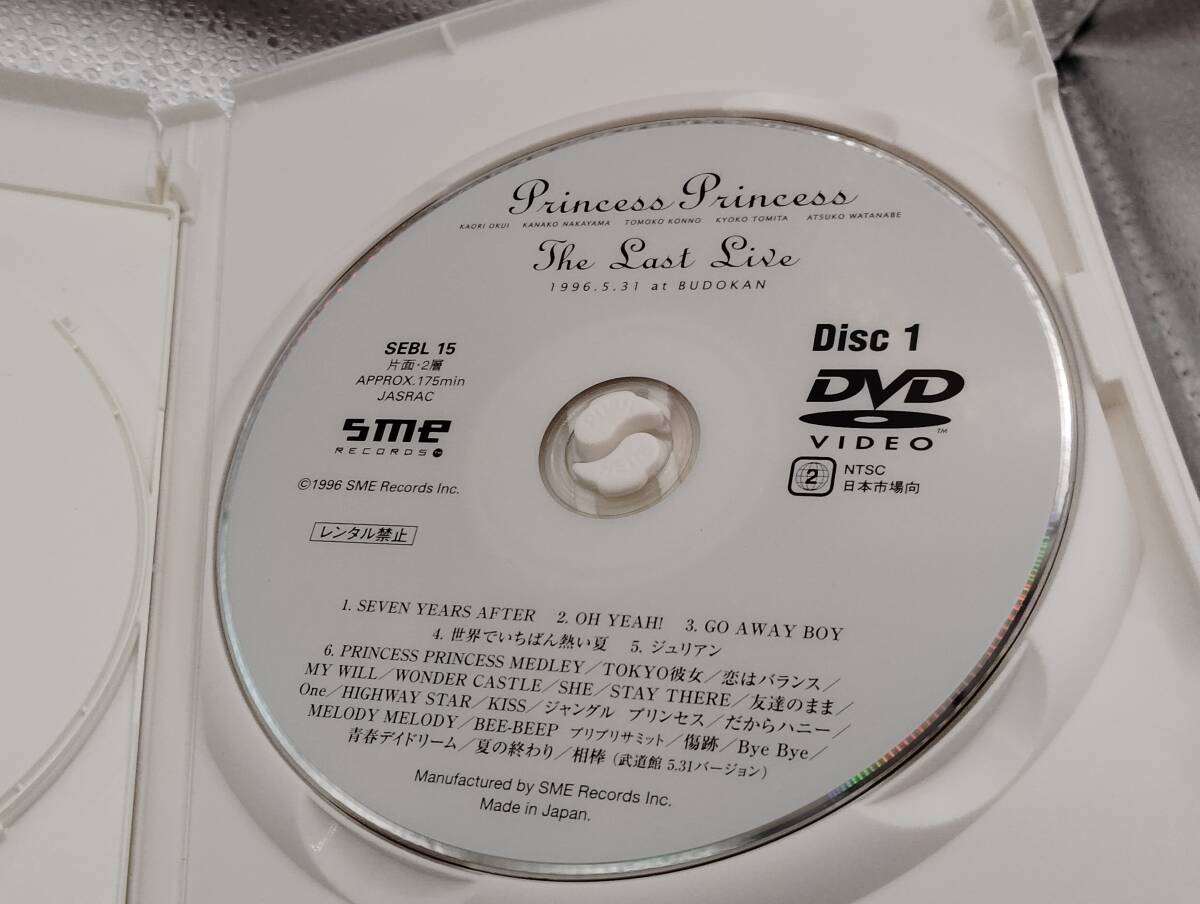 Princess Princess
KAORI OKUI KANAKO NAKAYAMA TOMOKO KONNO KYOKO TOMITA ATSUKO WATANABE
The Last Live
1996.5.31 at BUDOKAN
SEBL 15
片面・2層
APPROX.175min
JASRAC
sme
RECORDS
©1996 SME Records Inc.
レンタル禁止
Disc 1
DVD
™
VIDEO
2
NTSC
日本市場向
1. SEVEN YEARS AFTER 2. OH YEAH! 3. GO AWAY BOY
4. 世界でいちばん熱い夏 5. ジュリアン
6. PRINCESS PRINCESS MEDLEY／TOKYO彼女／恋はバランス／
MY WILL／WONDER CASTLE／SHE／STAY THERE／友達のまま／
One／HIGHWAY STAR／KISS／ジャングル プリンセス／だからハニー／
MELODY MELODY／BEE-BEEP プリプリサミット／傷跡／Bye Bye／
青春デイドリーム／夏の終わり／相棒（武道館 5.31バージョン）
Manufactured by SME Records Inc.
Made in Japan.